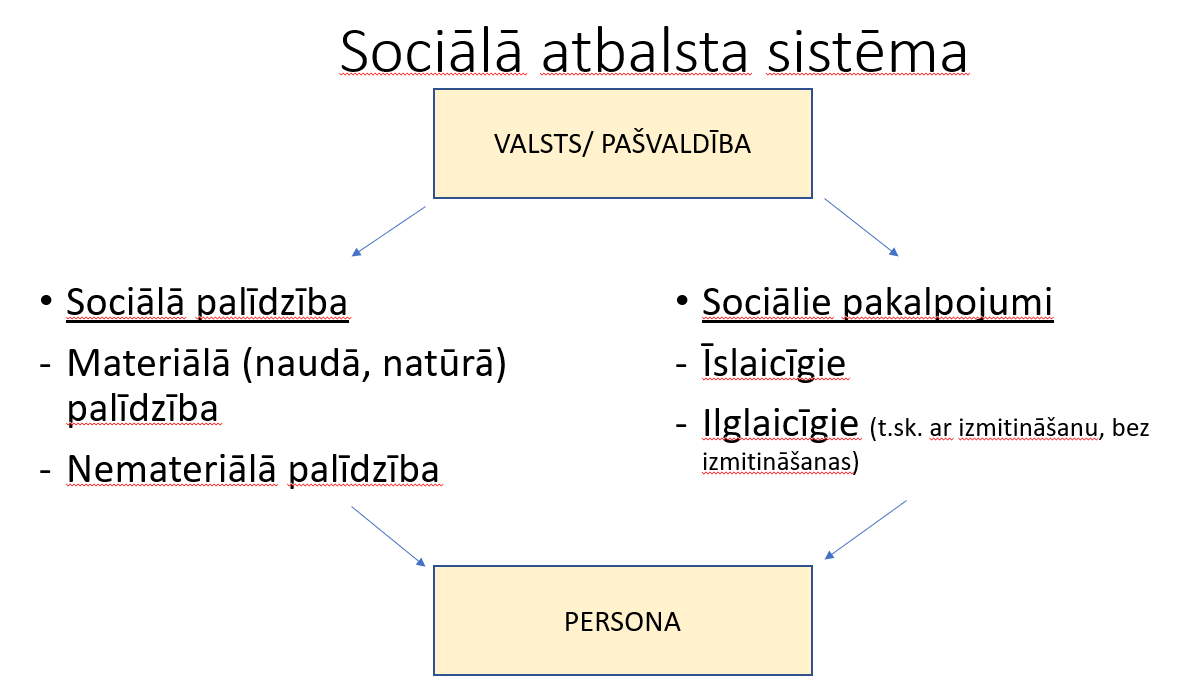 Sociālā atbalsta sistēma
VALSTS/ PAŠVALDĪBA
• Sociālā palīdzība
- Materiālā (naudā, natūrā)
palīdzība
- Nemateriālā palīdzība
• Sociālie pakalpojumi
- Īslaicīgie
- Ilglaicīgie (t.sk. ar izmitināšanu, bez
izmitināšanas)
PERSONA